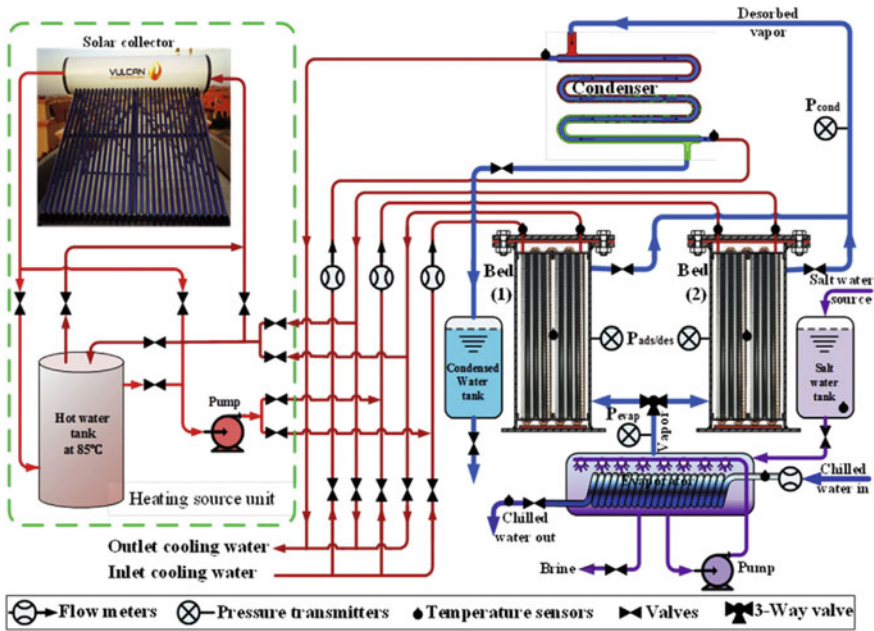 Solar collector
VULCAN
Desorbed
vapor
Condenser
Pcond
Bed
(1)
Bed
(2)
Salt water
source
Pads/des
Condensed
Water
tank
Salt
water
tank
Hot water
tank
at 85°C
Pump
Pevap
Vapor
Evaporator
Chilled
water in
Heating source unit
Chilled
water out
Outlet cooling water
Inlet cooling water
Brine
Pump
Flow meters
Pressure transmitters
Temperature sensors
Valves
3-Way valve